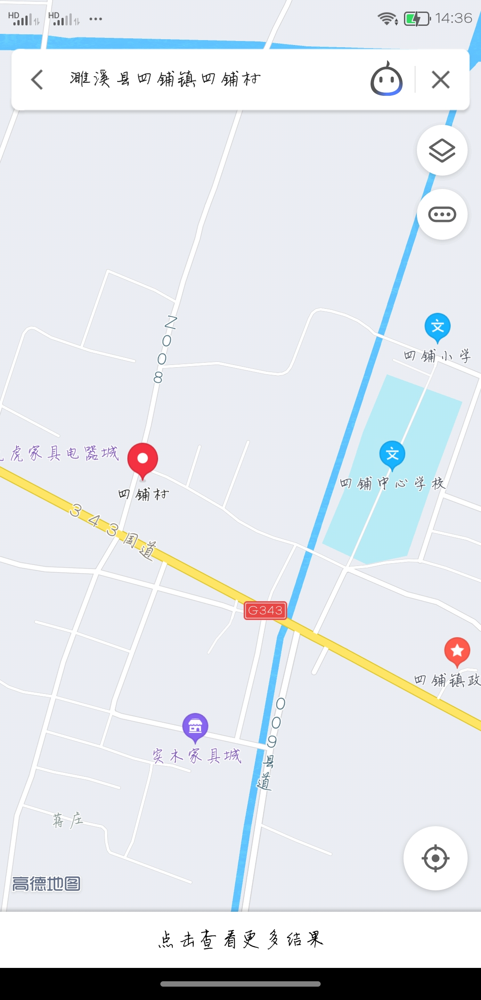 HD HD ... 14:36
濉溪县四铺镇四铺村
Z008
四铺小学
虎家具电器城
四铺中心学校
四铺村
343国道
G343
四铺镇政
009县道
实木家具城
蒋庄
高德地图
点击查看更多结果